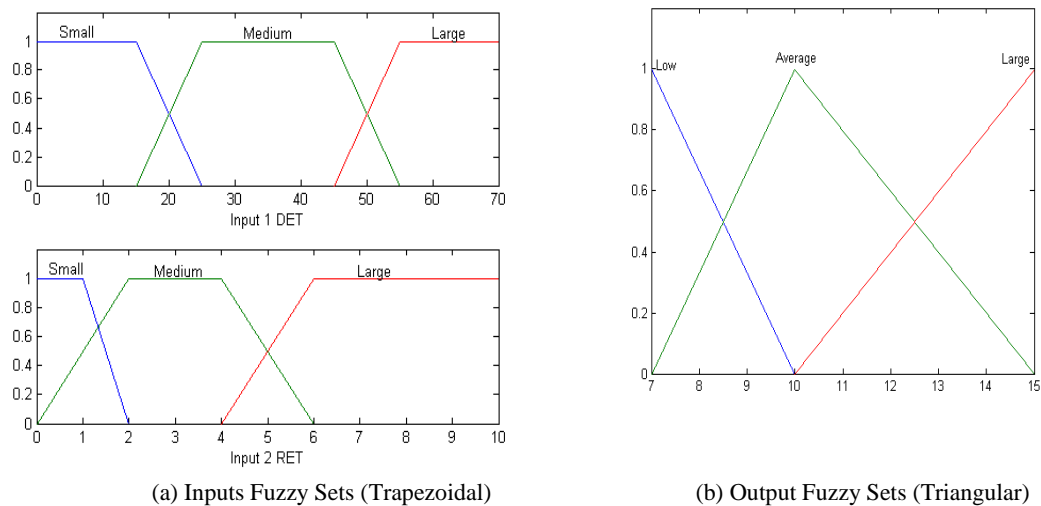 Small Medium Large
1
0.8
0.6
0.4
0.2
0
0 10 20 30 40 50 60 70
Input 1 DET
Small Medium Large
1
0.8
0.6
0.4
0.2
0
0 1 2 3 4 5 6 7 8 9 10
Input 2 RET
(a) Inputs Fuzzy Sets (Trapezoidal)
Average
Low Large
1
0.8
0.6
0.4
0.2
0
7 8 9 10 11 12 13 14 15
(b) Output Fuzzy Sets (Triangular)